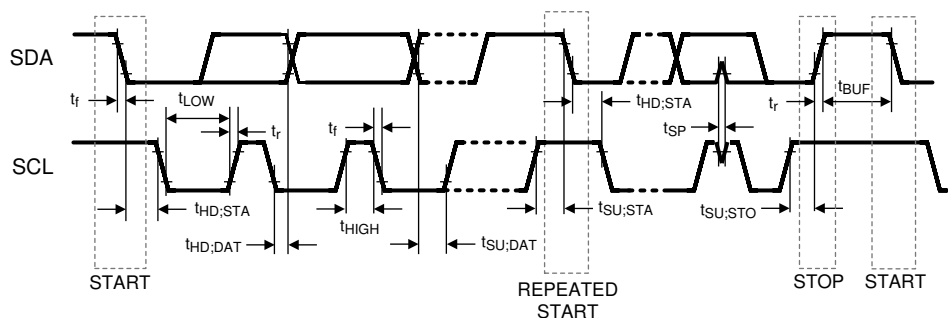 SDA
tf
tLOW
tr
tf
tHD;STA
tSP
tr
tBUF
SCL
tHD;STA
tHD;DAT
tHIGH
tSU;DAT
tSU;STA
tSU;STO
START
REPEATED
START
STOP
START